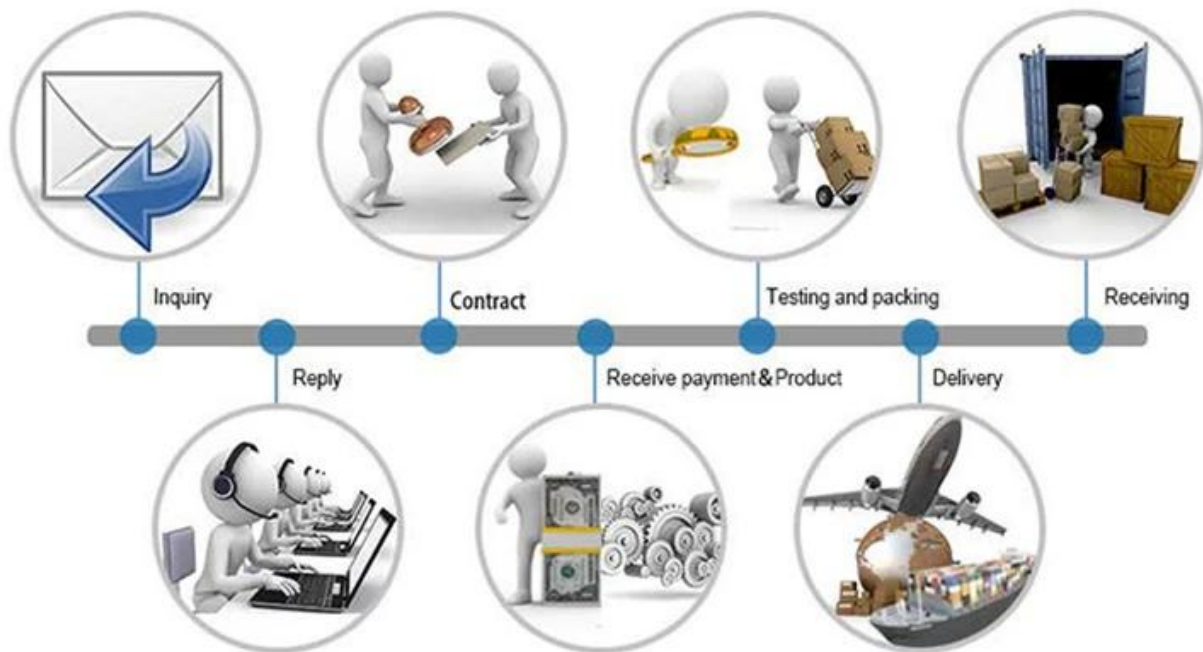 Inquiry
Contract
Testing and packing
Receiving
Reply
Receive payment&Product
Delivery